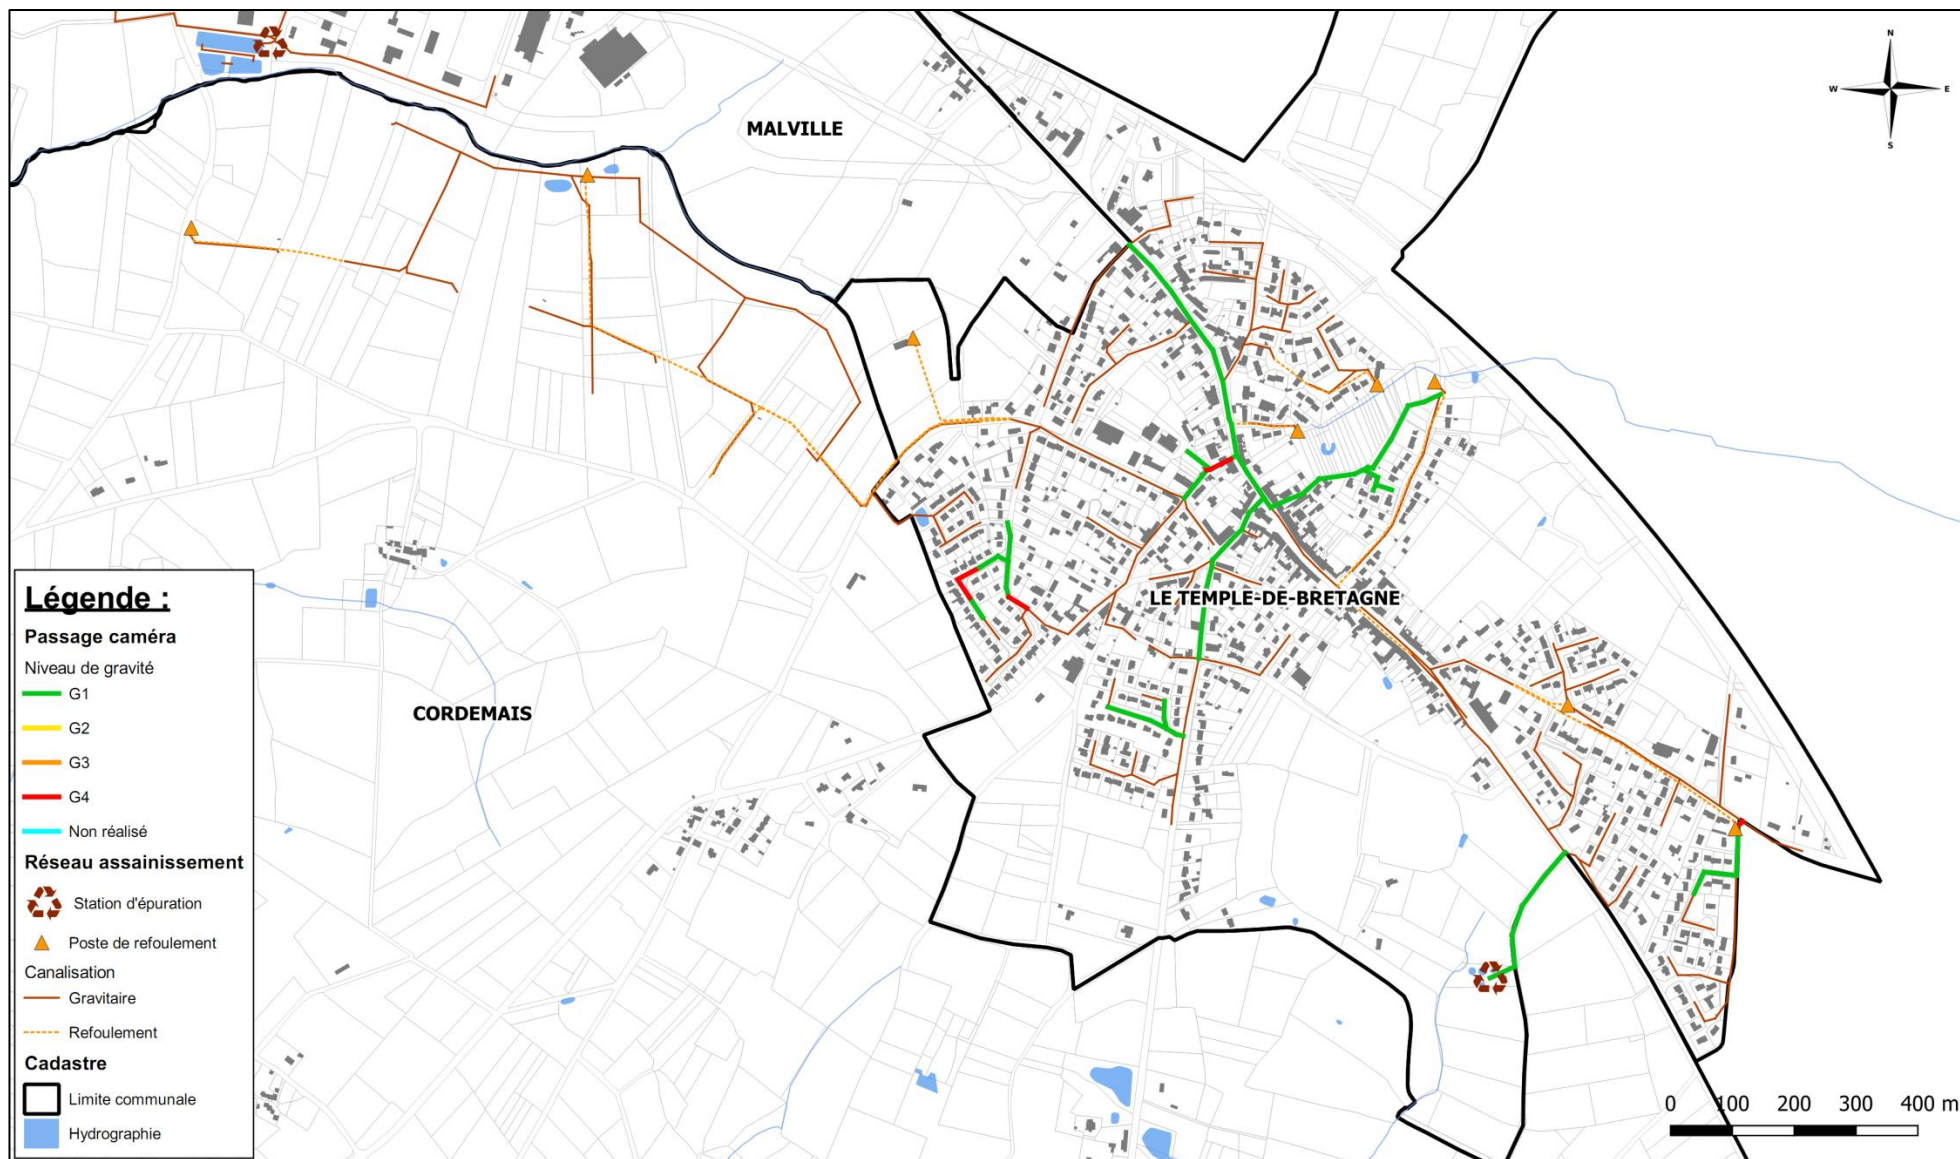 N
W
E
S
MALVILLE
LE TEMPLE-DE-BRETAGNE
CORDEMAIS
Légende :
Passage caméra
Niveau de gravité
G1
G2
G3
G4
Non réalisé
Réseau assainissement
Station d'épuration
Poste de refoulement
Canalisation
Gravitaire
Refoulement
Cadastre
Limite communale
Hydrographie
0 100 200 300 400 m